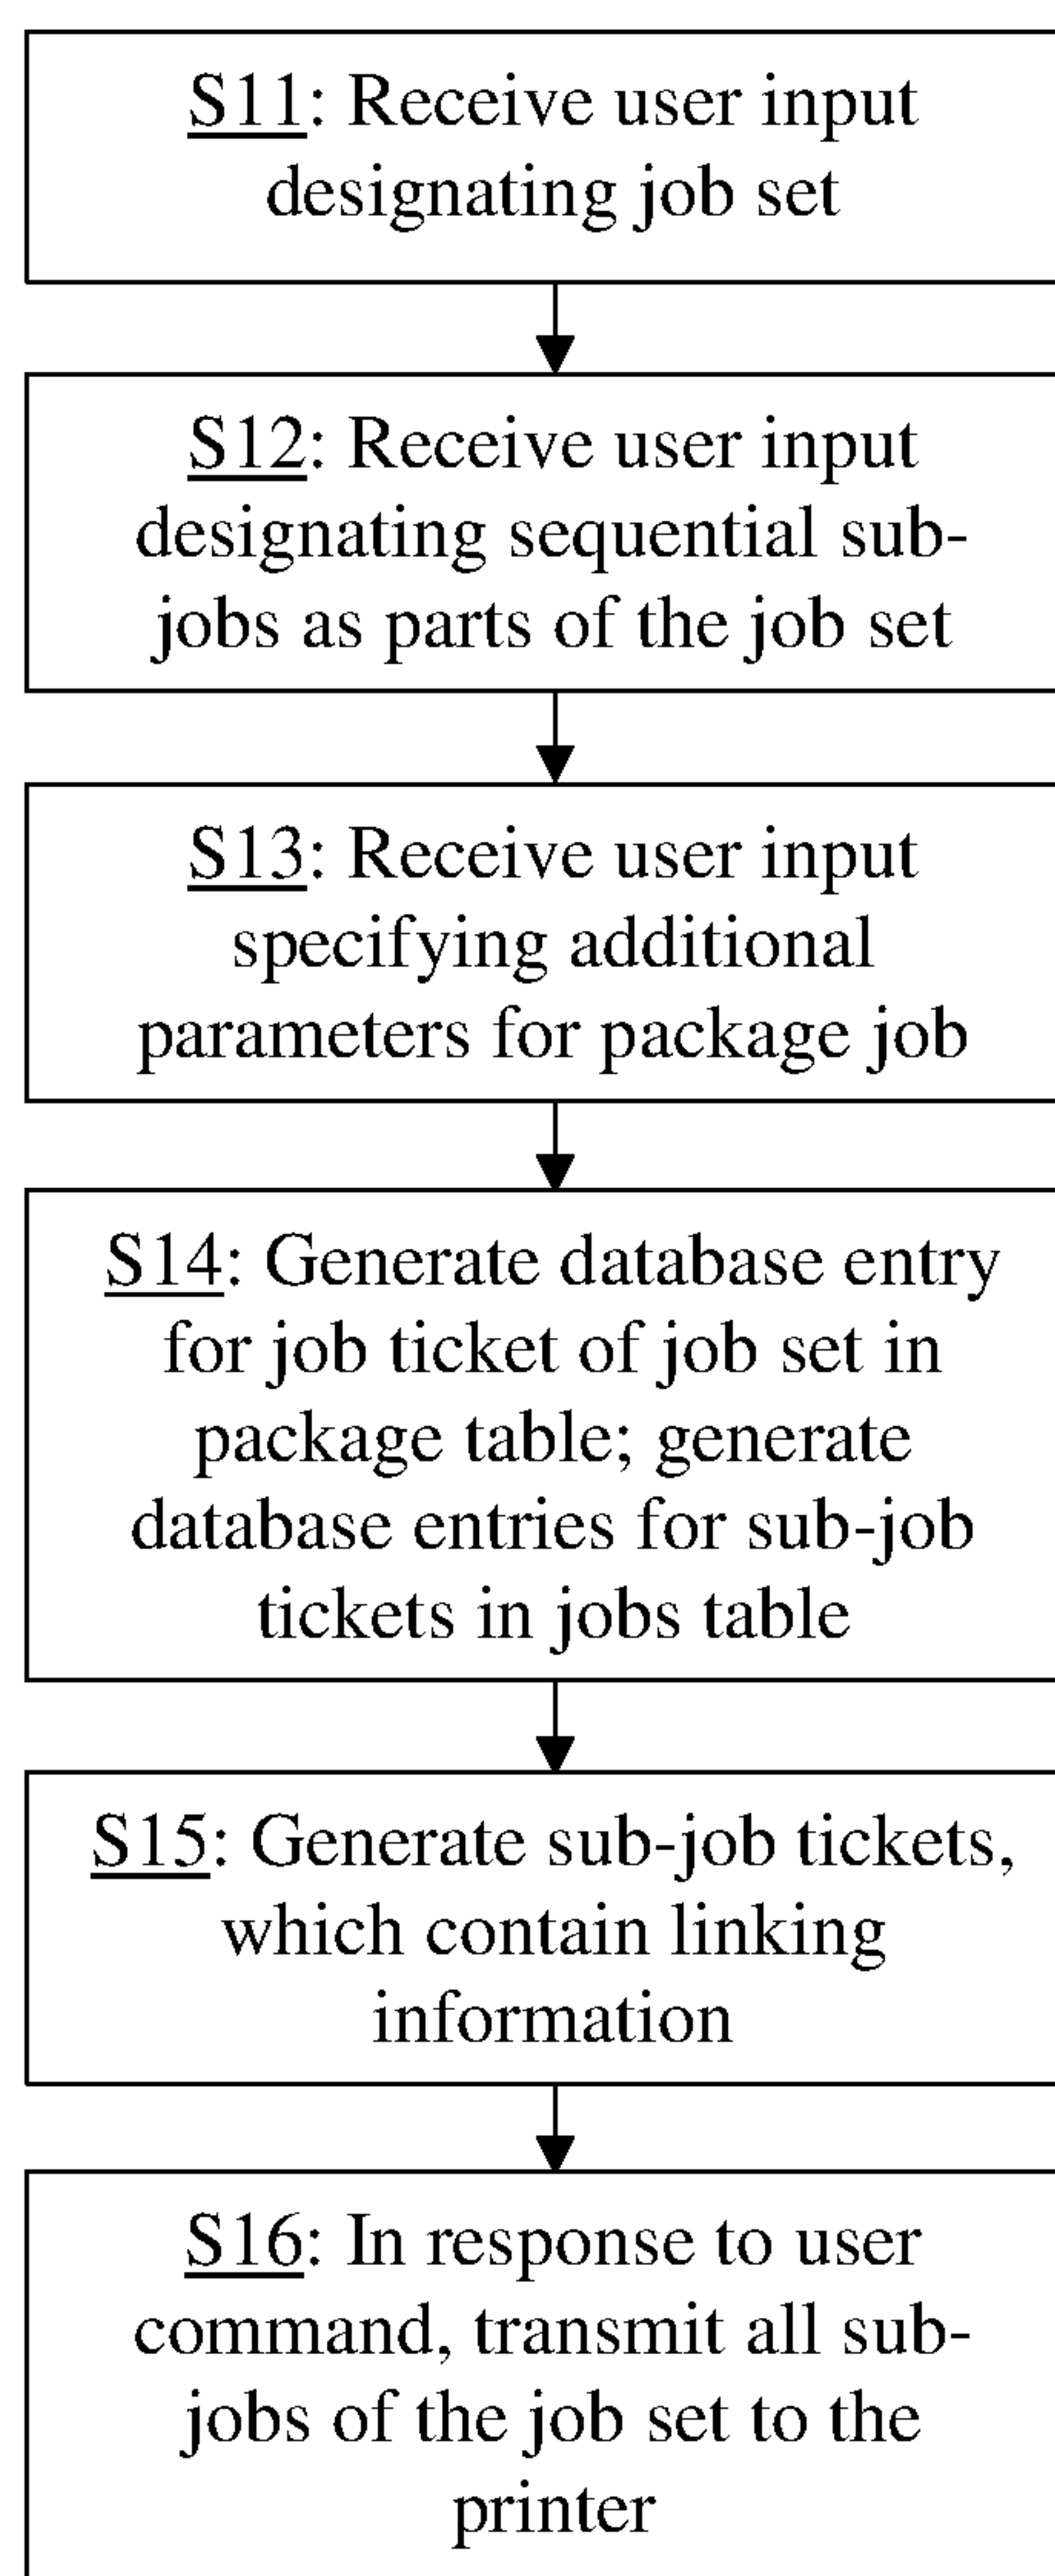 S11: Receive user input
designating job set
S12: Receive user input
designating sequential sub-
jobs as parts of the job set
S13: Receive user input
specifying additional
parameters for package job
S14: Generate database entry
for job ticket of job set in
package table; generate
database entries for sub-job
tickets in jobs table
S15: Generate sub-job tickets,
which contain linking
information
S16: In response to user
command, transmit all sub-
jobs of the job set to the
printer